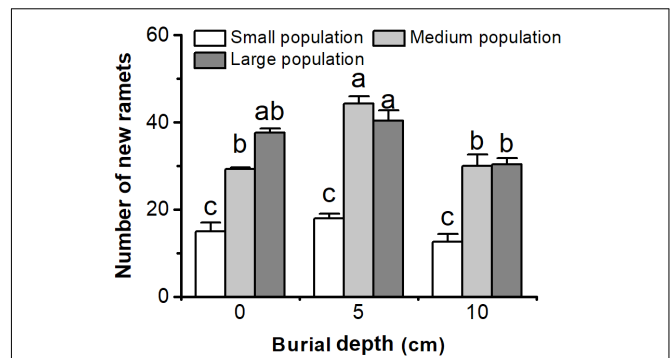 60
Small population Medium population
Large population
a
ab
a
40
b
b b
20
c
c
c
0
0 5 10
Number of new ramets
Burial depth (cm)